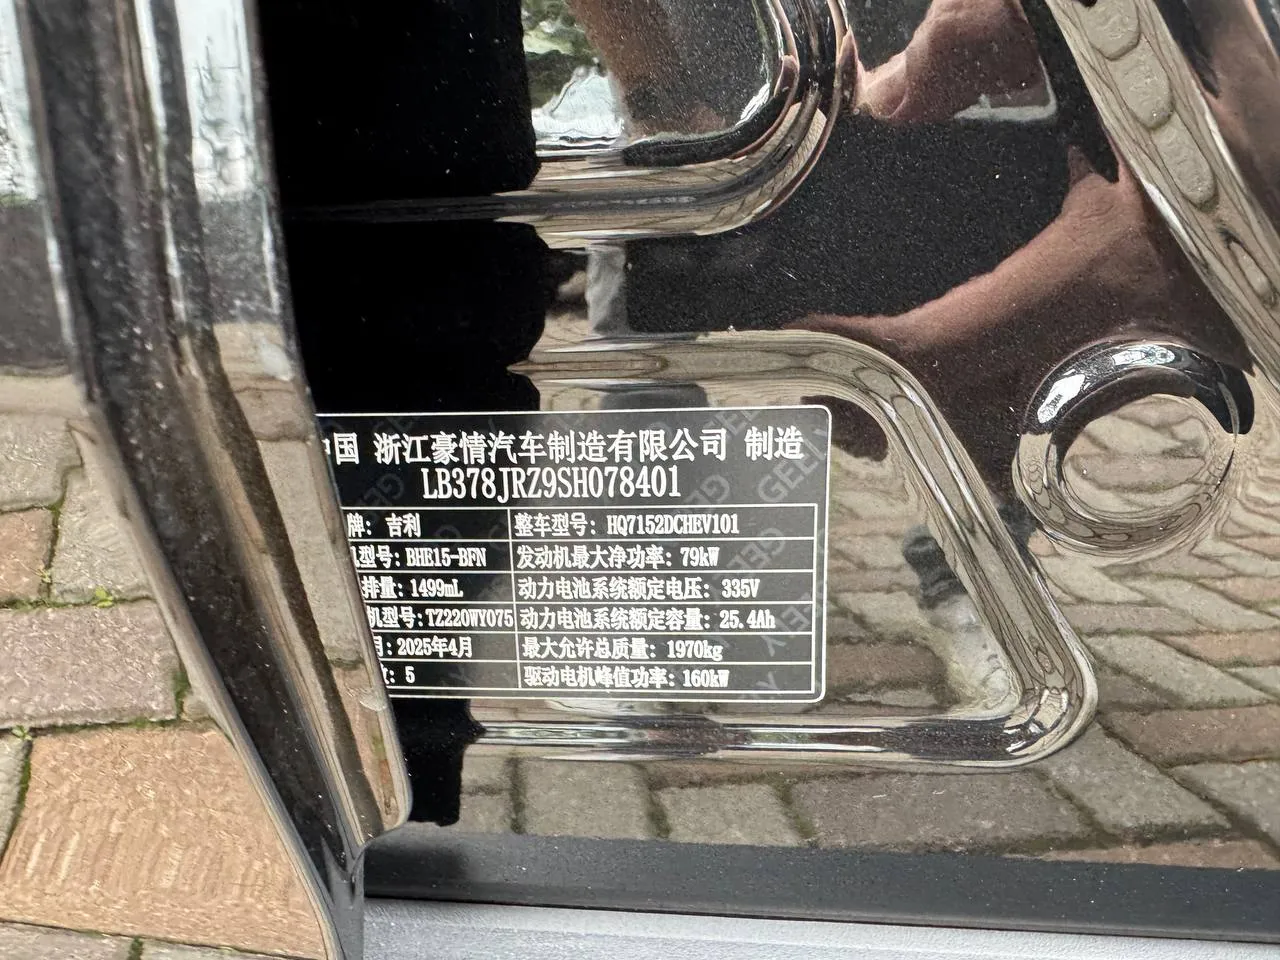 国 浙江豪情汽车制造有限公司 制造
LB378JRZ9SH078401
牌: 吉利 整车型号: HQ7152DCHEV101
机型号: BHE15-BFN 发动机最大净功率: 79kW
排量: 1499mL 动力电池系统额定电压: 335V
机型号: TZ220WY075 动力电池系统额定容量: 25.4Ah
月: 2025年4月 最大允许总质量: 1970kg
: 5 驱动电机峰值功率: 160kW
GEELY